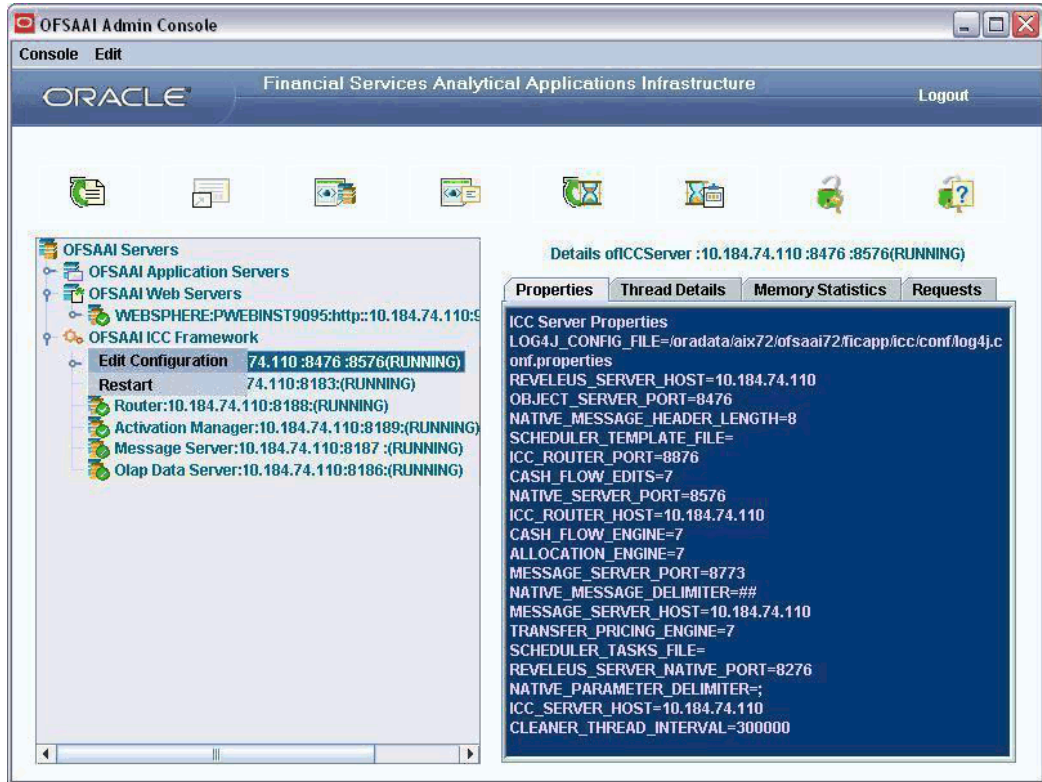 OFSAAI Admin Console
Console Edit
ORACLE
Financial Services Analytical Applications Infrastructure
Logout
OFSAAI Servers
OFSAAI Application Servers
OFSAAI Web Servers
WEBSPHERE:PWEBINST9095:http::10.184.74.110:9
OFSAAI ICC Framework
Edit Configuration
74.110 :8476 :8576(RUNNING)
Restart
74.110:8183:(RUNNING)
Router:10.184.74.110:8188:(RUNNING)
Activation Manager:10.184.74.110:8189:(RUNNING)
Message Server:10.184.74.110:8187 :(RUNNING)
Olap Data Server:10.184.74.110:8186:(RUNNING)
Details ofICCServer :10.184.74.110 :8476 :8576(RUNNING)
Properties Thread Details Memory Statistics Requests
ICC Server Properties
LOG4J_CONFIG_FILE=/oradata/aix72/ofsaai72/ficapp/icc/conf/log4j.c
onf.properties
REVELEUS_SERVER_HOST=10.184.74.110
OBJECT_SERVER_PORT=8476
NATIVE_MESSAGE_HEADER_LENGTH=8
SCHEDULER_TEMPLATE_FILE=
ICC_ROUTER_PORT=8876
CASH_FLOW_EDITS=7
NATIVE_SERVER_PORT=8576
ICC_ROUTER_HOST=10.184.74.110
CASH_FLOW_ENGINE=7
ALLOCATION_ENGINE=7
MESSAGE_SERVER_PORT=8773
NATIVE_MESSAGE_DELIMITER=##
MESSAGE_SERVER_HOST=10.184.74.110
TRANSFER_PRICING_ENGINE=7
SCHEDULER_TASKS_FILE=
REVELEUS_SERVER_NATIVE_PORT=8276
NATIVE_PARAMETER_DELIMITER=;
ICC_SERVER_HOST=10.184.74.110
CLEANER_THREAD_INTERVAL=300000